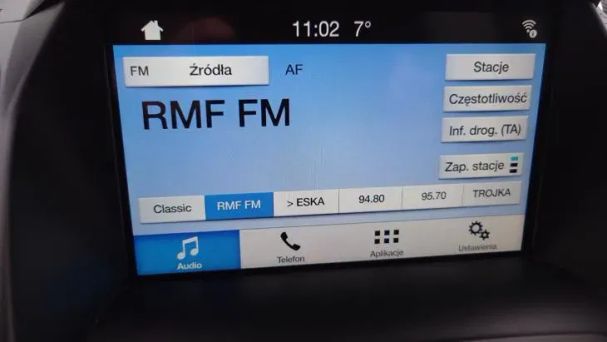 11:02 7°
FM Źródła AF
Stacje
Częstotliwość
RMF FM
Inf. drog. (TA)
Zap. stacje
Classic RMF FM > ESKA 94.80 95.70 TROJKA
Audio Telefon Aplikacje Ustawienia